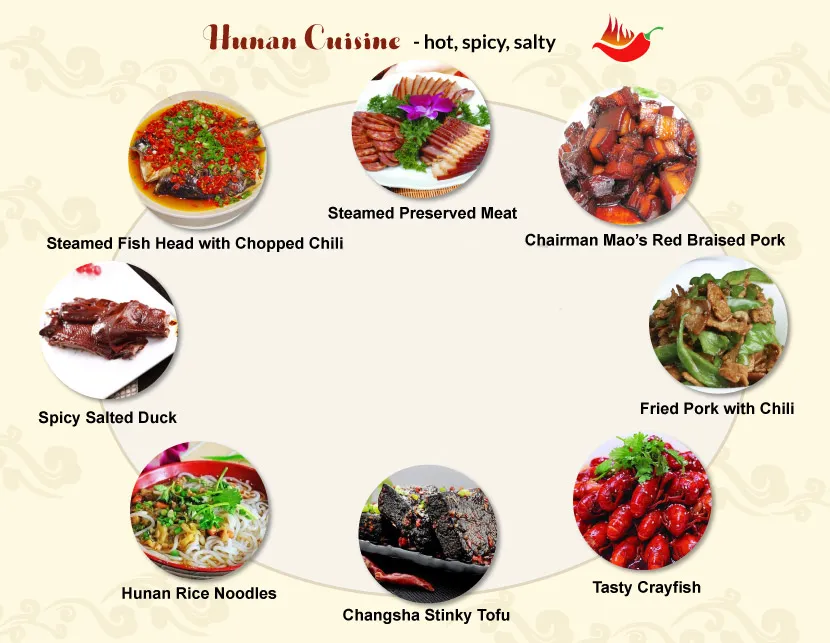 Hunan Cuisine - hot, spicy, salty
Steamed Preserved Meat
Steamed Fish Head with Chopped Chili
Chairman Mao's Red Braised Pork
Spicy Salted Duck
Fried Pork with Chili
Hunan Rice Noodles
Tasty Crayfish
Changsha Stinky Tofu